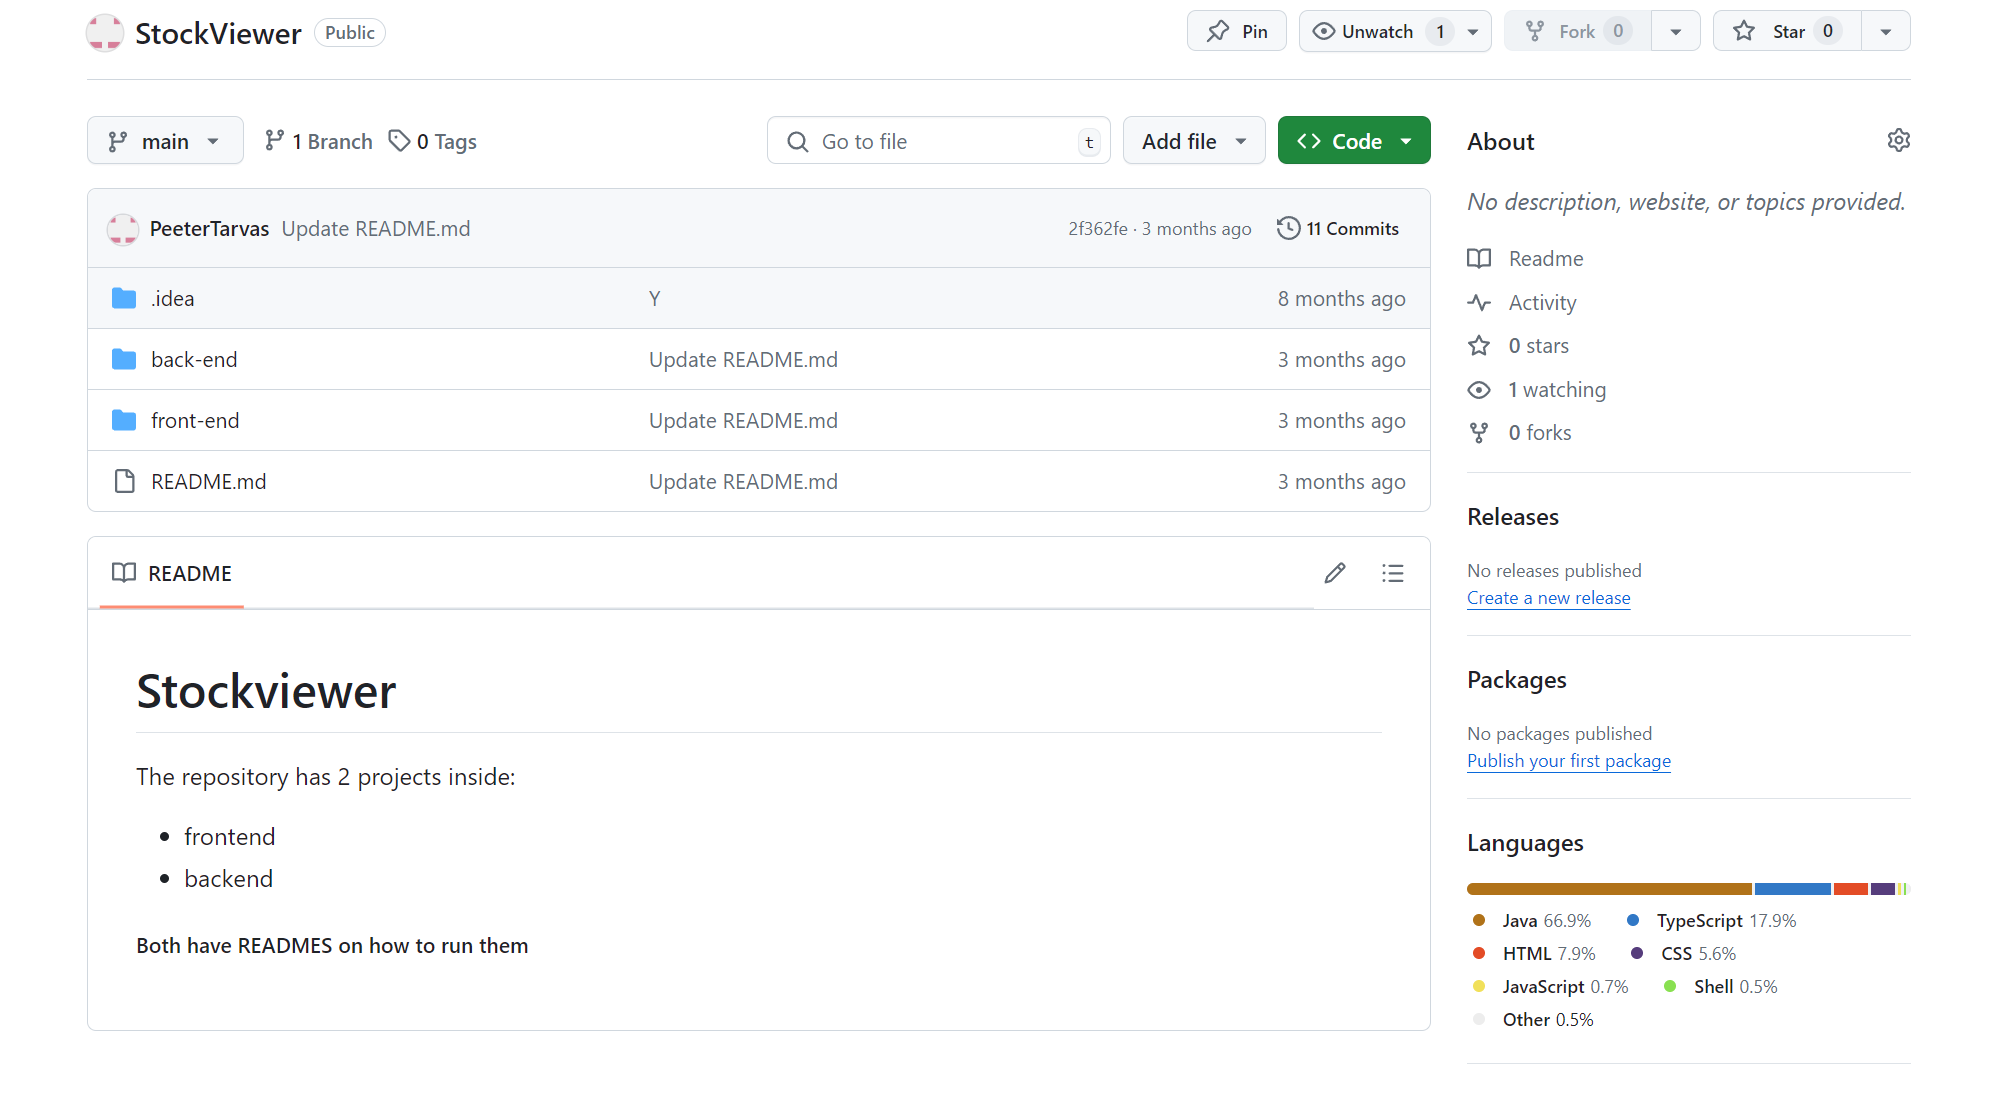 StockViewer Public Pin Unwatch 1 Fork 0 Star 0
main 1 Branch 0 Tags Go to file t Add file Code
PeeterTarvas Update README.md 2f362fe · 3 months ago 11 Commits
.idea Y 8 months ago
back-end Update README.md 3 months ago
front-end Update README.md 3 months ago
README.md Update README.md 3 months ago
README
Stockviewer
The repository has 2 projects inside:
frontend
backend
Both have READMES on how to run them
About
No description, website, or topics provided.
Readme
Activity
0 stars
1 watching
0 forks
Releases
No releases published
Create a new release
Packages
No packages published
Publish your first package
Languages
Java 66.9% TypeScript 17.9%
HTML 7.9% CSS 5.6%
JavaScript 0.7% Shell 0.5%
Other 0.5%